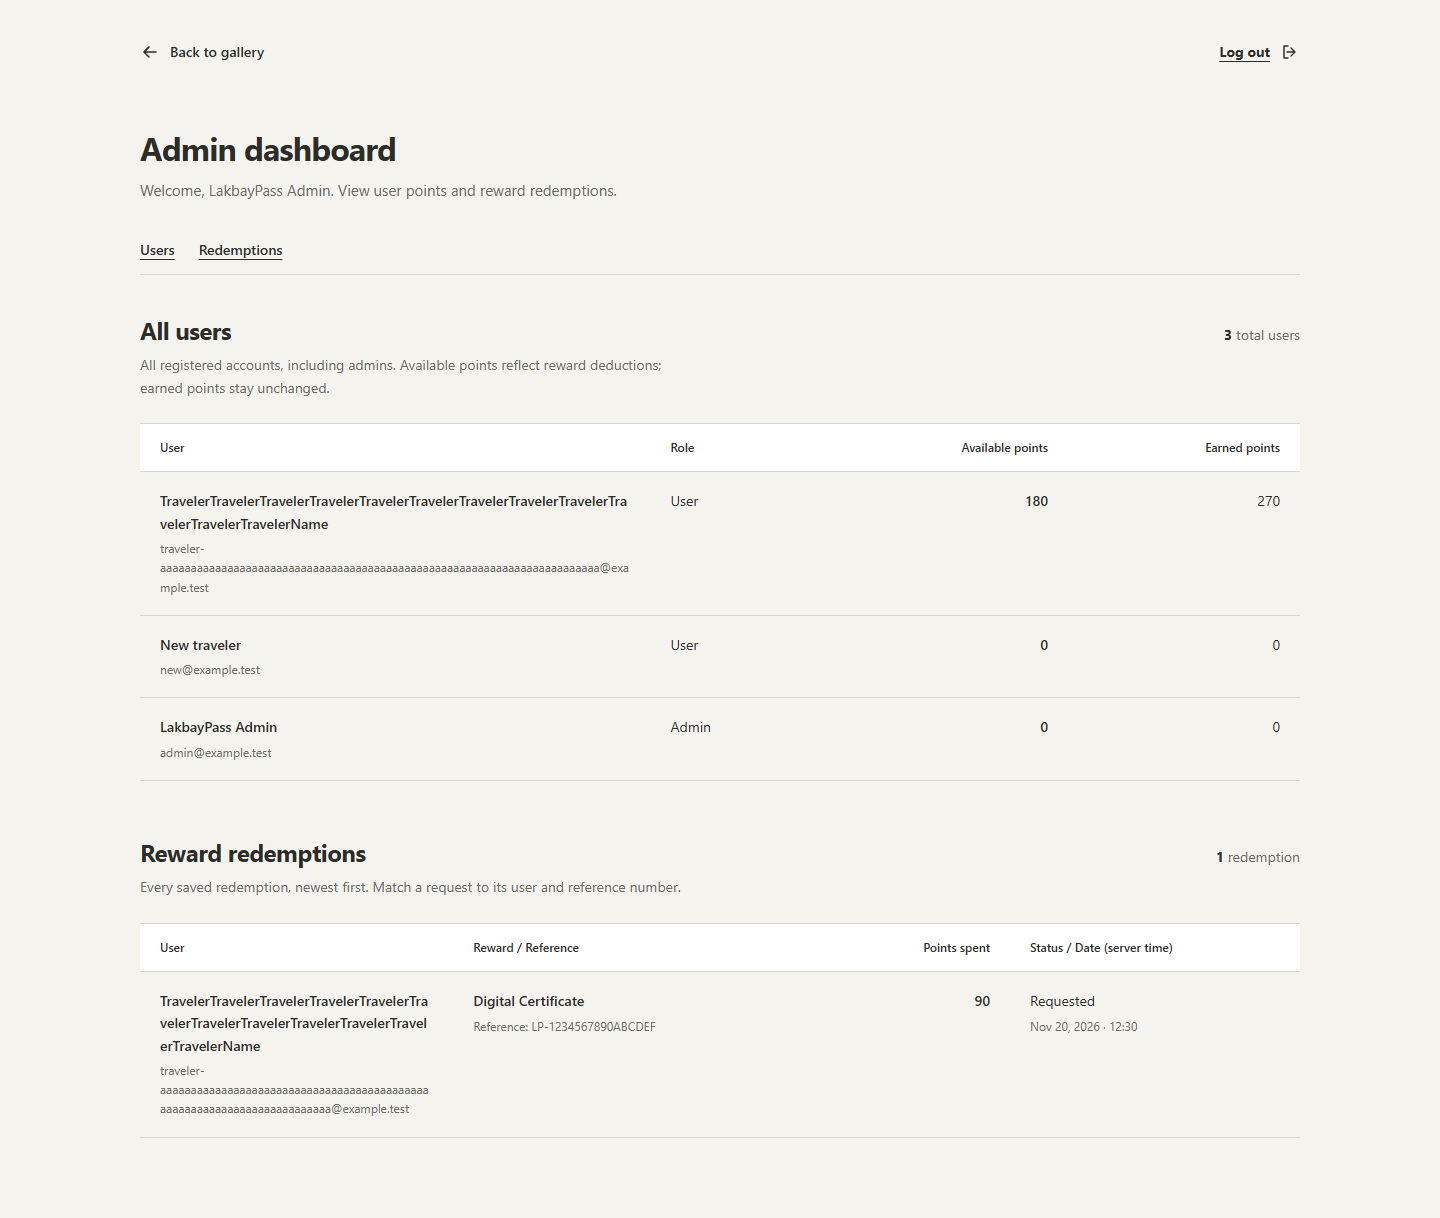 Back to gallery
Log out
Admin dashboard
Welcome, LakbayPass Admin. View user points and reward redemptions.
Users Redemptions
All users
3 total users
All registered accounts, including admins. Available points reflect reward deductions;
earned points stay unchanged.
User Role Available points Earned points
TravelerTravelerTravelerTravelerTravelerTravelerTravelerTravelerTravelerTra User 180 270
velerTravelerTravelerName
traveler-
aaaaaaaaaaaaaaaaaaaaaaaaaaaaaaaaaaaaaaaaaaaaaaaaaaaaaaaaaaaaaaaaaaaaaaaa@exa
mple.test
New traveler User 0 0
new@example.test
LakbayPass Admin Admin 0 0
admin@example.test
Reward redemptions
1 redemption
Every saved redemption, newest first. Match a request to its user and reference number.
User Reward / Reference Points spent Status / Date (server time)
TravelerTravelerTravelerTravelerTravelerTra Digital Certificate 90 Requested
velerTravelerTravelerTravelerTravelerTravel Reference: LP-1234567890ABCDEF Nov 20, 2026 · 12:30
erTravelerName
traveler-
aaaaaaaaaaaaaaaaaaaaaaaaaaaaaaaaaaaaaaaaaaaa
aaaaaaaaaaaaaaaaaaaaaaaaaaaa@example.test